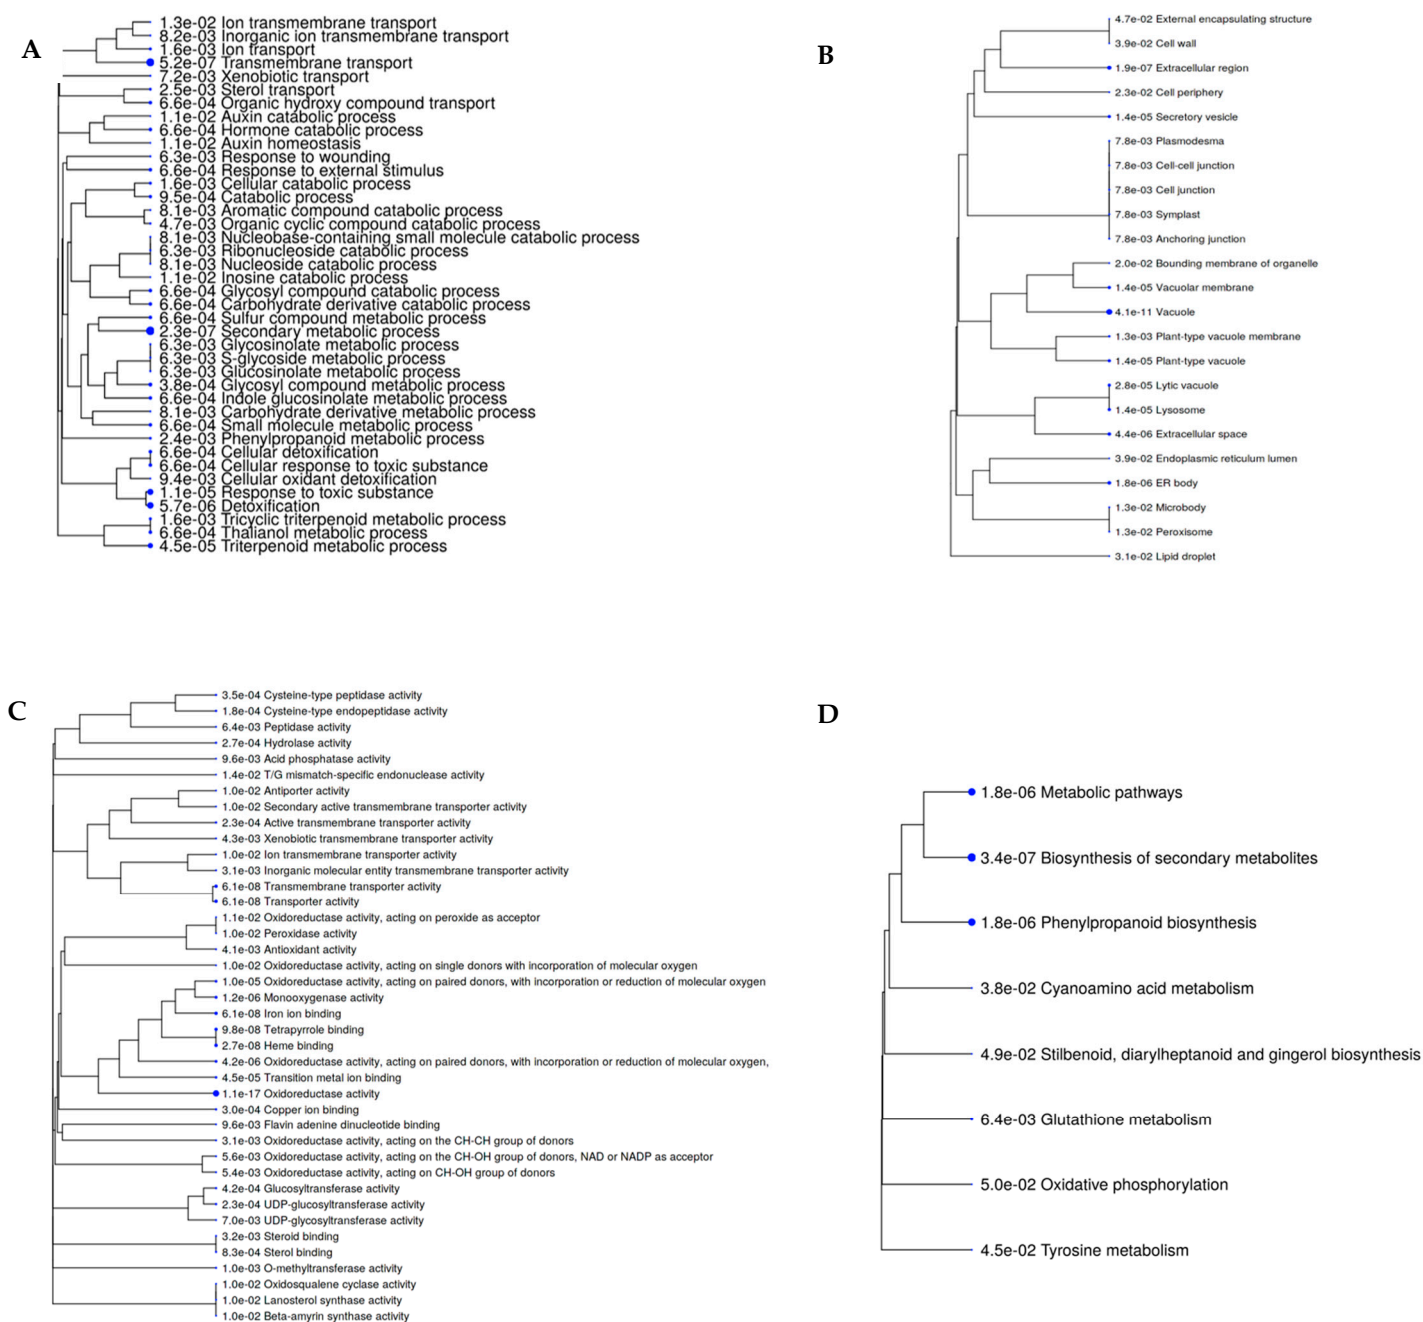 A
1.3e-02 Ion transmembrane transport
8.2e-03 Inorganic ion transmembrane transport
1.6e-03 Ion transport
5.2e-07 Transmembrane transport
7.2e-03 Xenobiotic transport
2.5e-03 Sterol transport
6.6e-04 Organic hydroxy compound transport
1.1e-02 Auxin catabolic process
6.6e-04 Hormone catabolic process
1.1e-02 Auxin homeostasis
6.3e-03 Response to wounding
6.6e-04 Response to external stimulus
1.6e-03 Cellular catabolic process
9.5e-04 Catabolic process
8.1e-03 Aromatic compound catabolic process
4.7e-03 Organic cyclic compound catabolic process
8.1e-03 Nucleobase-containing small molecule catabolic process
6.3e-03 Ribonucleoside catabolic process
8.1e-03 Nucleoside catabolic process
1.1e-02 Inosine catabolic process
6.6e-04 Glycosyl compound catabolic process
6.6e-04 Carbohydrate derivative catabolic process
6.6e-04 Sulfur compound metabolic process
2.3e-07 Secondary metabolic process
6.3e-03 Glycosinolate metabolic process
6.3e-03 S-glycoside metabolic process
6.3e-03 Glucosinolate metabolic process
3.8e-04 Glycosyl compound metabolic process
6.6e-04 Indole glucosinolate metabolic process
8.1e-03 Carbohydrate derivative metabolic process
6.6e-04 Small molecule metabolic process
2.4e-03 Phenylpropanoid metabolic process
6.6e-04 Cellular detoxification
6.6e-04 Cellular response to toxic substance
9.4e-03 Cellular oxidant detoxification
1.1e-05 Response to toxic substance
5.7e-06 Detoxification
1.6e-03 Tricyclic triterpenoid metabolic process
6.6e-04 Thalianol metabolic process
4.5e-05 Triterpenoid metabolic process
B
4.7e-02 External encapsulating structure
3.9e-02 Cell wall
1.9e-07 Extracellular region
2.3e-02 Cell periphery
1.4e-05 Secretory vesicle
7.8e-03 Plasmodesma
7.8e-03 Cell-cell junction
7.8e-03 Cell junction
7.8e-03 Symplast
7.8e-03 Anchoring junction
2.0e-02 Bounding membrane of organelle
1.4e-05 Vacuolar membrane
4.1e-11 Vacuole
1.3e-03 Plant-type vacuole membrane
1.4e-05 Plant-type vacuole
2.8e-05 Lytic vacuole
1.4e-05 Lysosome
4.4e-06 Extracellular space
3.9e-02 Endoplasmic reticulum lumen
1.8e-06 ER body
1.3e-02 Microbody
1.3e-02 Peroxisome
3.1e-02 Lipid droplet
C
3.5e-04 Cysteine-type peptidase activity
1.8e-04 Cysteine-type endopeptidase activity
6.4e-03 Peptidase activity
2.7e-04 Hydrolase activity
9.6e-03 Acid phosphatase activity
1.4e-02 T/G mismatch-specific endonuclease activity
1.0e-02 Antiporter activity
1.0e-02 Secondary active transmembrane transporter activity
2.3e-04 Active transmembrane transporter activity
4.3e-03 Xenobiotic transmembrane transporter activity
1.0e-02 Ion transmembrane transporter activity
3.1e-03 Inorganic molecular entity transmembrane transporter activity
6.1e-08 Transmembrane transporter activity
6.1e-08 Transporter activity
1.1e-02 Oxidoreductase activity, acting on peroxide as acceptor
1.0e-02 Peroxidase activity
4.1e-03 Antioxidant activity
1.0e-02 Oxidoreductase activity, acting on single donors with incorporation of molecular oxygen
1.0e-05 Oxidoreductase activity, acting on paired donors, with incorporation or reduction of molecular oxygen
1.2e-06 Monooxygenase activity
6.1e-08 Iron ion binding
9.8e-08 Tetrapyrrole binding
2.7e-08 Heme binding
4.2e-06 Oxidoreductase activity, acting on paired donors, with incorporation or reduction of molecular oxygen,
4.5e-05 Transition metal ion binding
1.1e-17 Oxidoreductase activity
3.0e-04 Copper ion binding
9.6e-03 Flavin adenine dinucleotide binding
3.1e-03 Oxidoreductase activity, acting on the CH-CH group of donors
5.6e-03 Oxidoreductase activity, acting on the CH-OH group of donors, NAD or NADP as acceptor
5.4e-03 Oxidoreductase activity, acting on CH-OH group of donors
4.2e-04 Glucosyltransferase activity
2.3e-04 UDP-glucosyltransferase activity
7.0e-03 UDP-glycosyltransferase activity
3.2e-03 Steroid binding
8.3e-04 Sterol binding
1.0e-03 O-methyltransferase activity
1.0e-02 Oxidosqualene cyclase activity
1.0e-02 Lanosterol synthase activity
1.0e-02 Beta-amyrin synthase activity
D
1.8e-06 Metabolic pathways
3.4e-07 Biosynthesis of secondary metabolites
1.8e-06 Phenylpropanoid biosynthesis
3.8e-02 Cyanoamino acid metabolism
4.9e-02 Stilbenoid, diarylheptanoid and gingerol biosynthesis
6.4e-03 Glutathione metabolism
5.0e-02 Oxidative phosphorylation
4.5e-02 Tyrosine metabolism